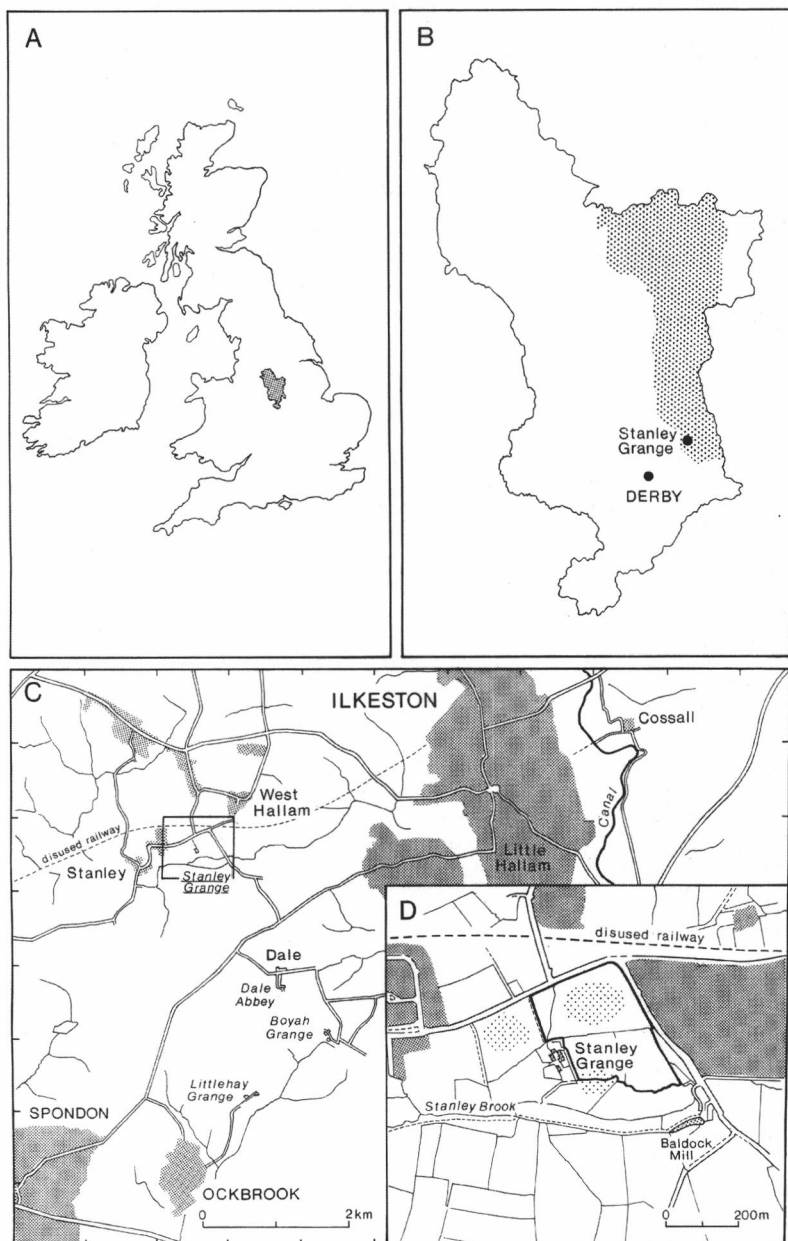 A
B
Stanley
Grange
DERBY
C
ILKESTON
Cossall
West
Hallam
Canal
disused railway
Stanley
Stanley
Grange
Little
Hallam
D
disused railway
Dale
Dale
Abbey
Boyah
Grange
Stanley
Grange
Littlehay
Grange
Stanley Brook
SPONDON
Baldock
Mill
OCKBROOK
0 2km
0 200m